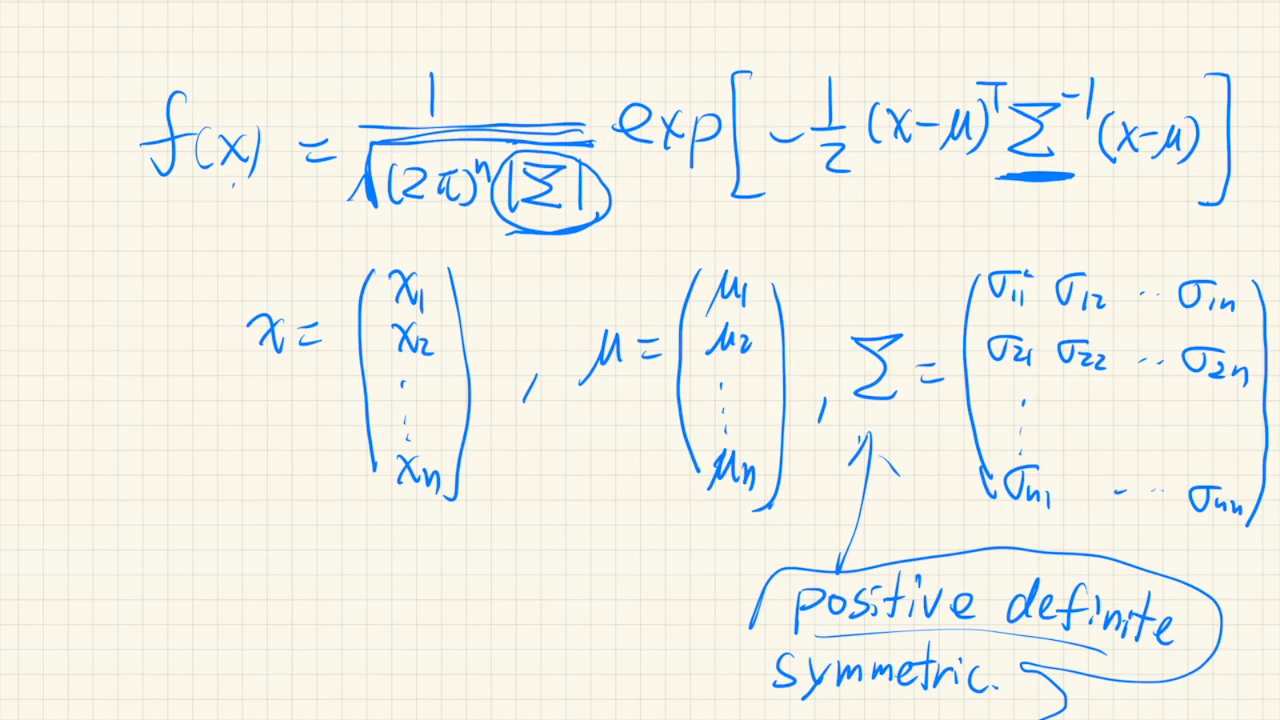 f(x) = 1 / √((2π)ⁿ |Σ|) exp[ -1/2 (x-μ)ᵀ Σ⁻¹ (x-μ) ]
x = ( x₁ x₂ ⋮ xₙ ) , μ = ( μ₁ μ₂ ⋮ μₙ ) , Σ = ( σ₁₁ σ₁₂ ·· σ₁ₙ σ₂₁ σ₂₂ ·· σ₂ₙ ⋮ σₙ₁ ··· σₙₙ )
positive definite
symmetric.